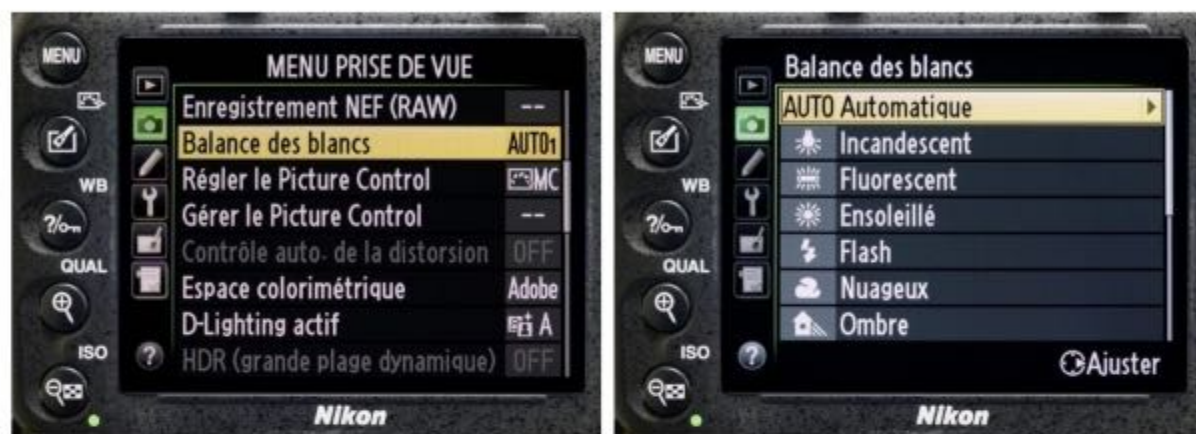 MENU
MENU PRISE DE VUE
Enregistrement NEF (RAW) --
Balance des blancs AUTO1
WB
Régler le Picture Control MC
?/
Gérer le Picture Control --
QUAL
Contrôle auto. de la distorsion OFF
Espace colorimétrique Adobe
D-Lighting actif A
ISO
? HDR (grande plage dynamique) OFF
Nikon
MENU
Balance des blancs
AUTO Automatique
Incandescent
WB
Fluorescent
?/
Ensoleillé
QUAL
Flash
Nuageux
Ombre
ISO
?
Ajuster
Nikon